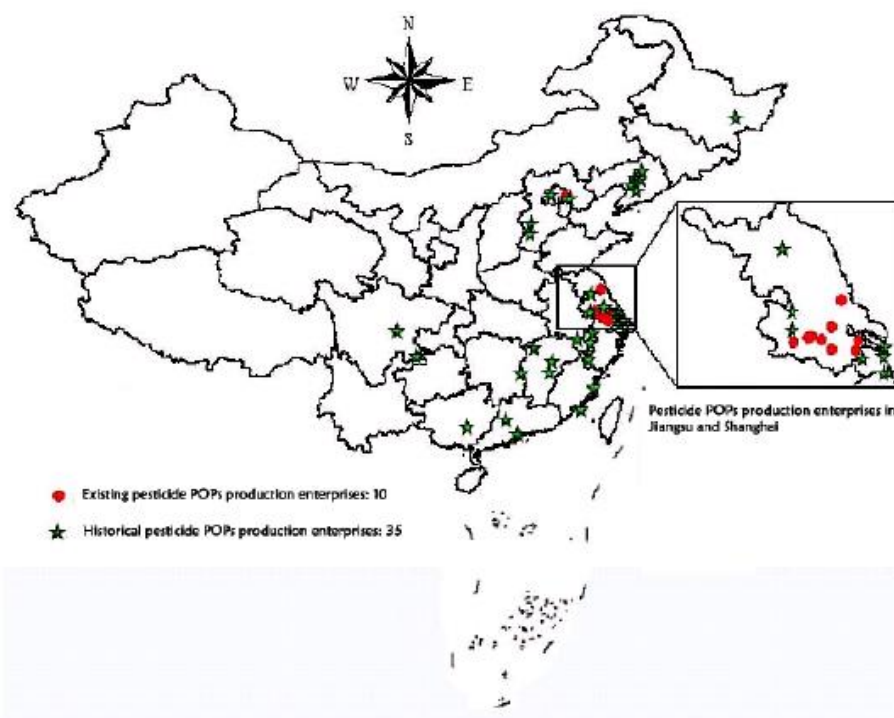 N
W E
S
Pesticide POPs production enterprises in
Jiangsu and Shanghai
Existing pesticide POPs production enterprises: 10
Historical pesticide POPs production enterprises: 35